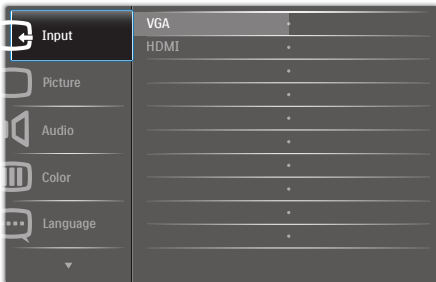 Input
Picture
Audio
Color
Language
VGA
HDMI